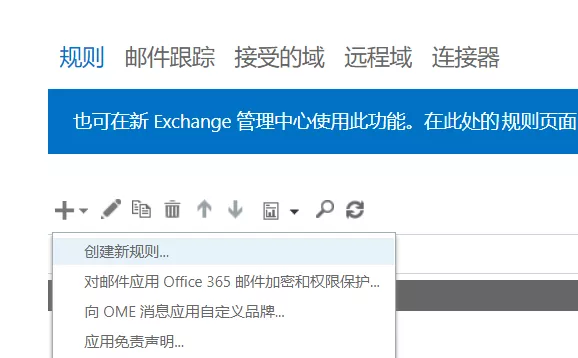 规则 邮件跟踪 接受的域 远程域 连接器
也可在新 Exchange 管理中心使用此功能。在此处的规则页面
创建新规则...
对邮件应用 Office 365 邮件加密和权限保护...
向 OME 消息应用自定义品牌...
应用免责声明...